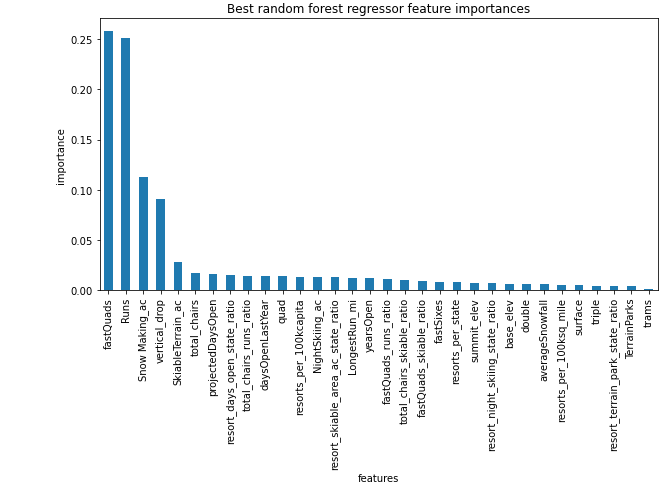 Best random forest regressor feature importances
importance
0.25
0.20
0.15
0.10
0.05
0.00
fastQuads
Runs
Snow Making_ac
vertical_drop
SkiableTerrain_ac
total_chairs
projectedDaysOpen
resort_days_open_state_ratio
total_chairs_runs_ratio
daysOpenLastYear
quad
resorts_per_100kcapita
NightSkiing_ac
resort_skiable_area_ac_state_ratio
LongestRun_mi
yearsOpen
fastQuads_runs_ratio
total_chairs_skiable_ratio
fastQuads_skiable_ratio
fastSixes
resorts_per_state
summit_elev
resort_night_skiing_state_ratio
base_elev
double
averageSnowfall
resorts_per_100ksq_mile
surface
triple
resort_terrain_park_state_ratio
TerrainParks
trams
features